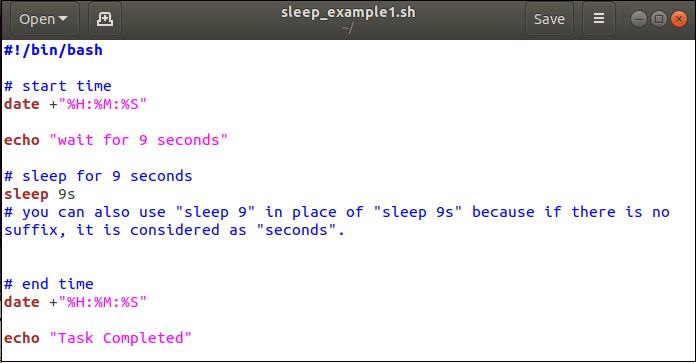 Open
sleep_example1.sh
~/
Save
#!/bin/bash
# start time
date +"%H:%M:%S"
echo "wait for 9 seconds"
# sleep for 9 seconds
sleep 9s
# you can also use "sleep 9" in place of "sleep 9s" because if there is no
suffix, it is considered as "seconds".
# end time
date +"%H:%M:%S"
echo "Task Completed"